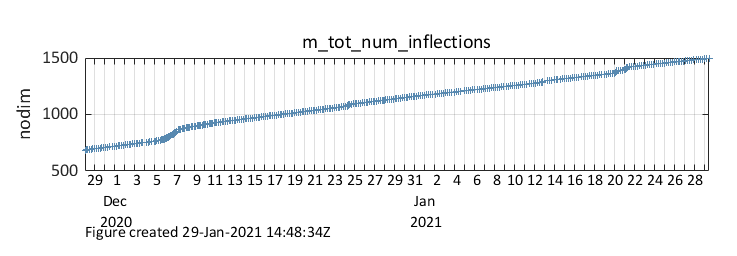 m_tot_num_inflections
nodim
1500
1000
500
29 1 3 5 7 9 11 13 15 17 19 21 23 25 27 29 31 2 4 6 8 10 12 14 16 18 20 22 24 26 28
Dec Jan
2020 2021
Figure created 29-Jan-2021 14:48:34Z